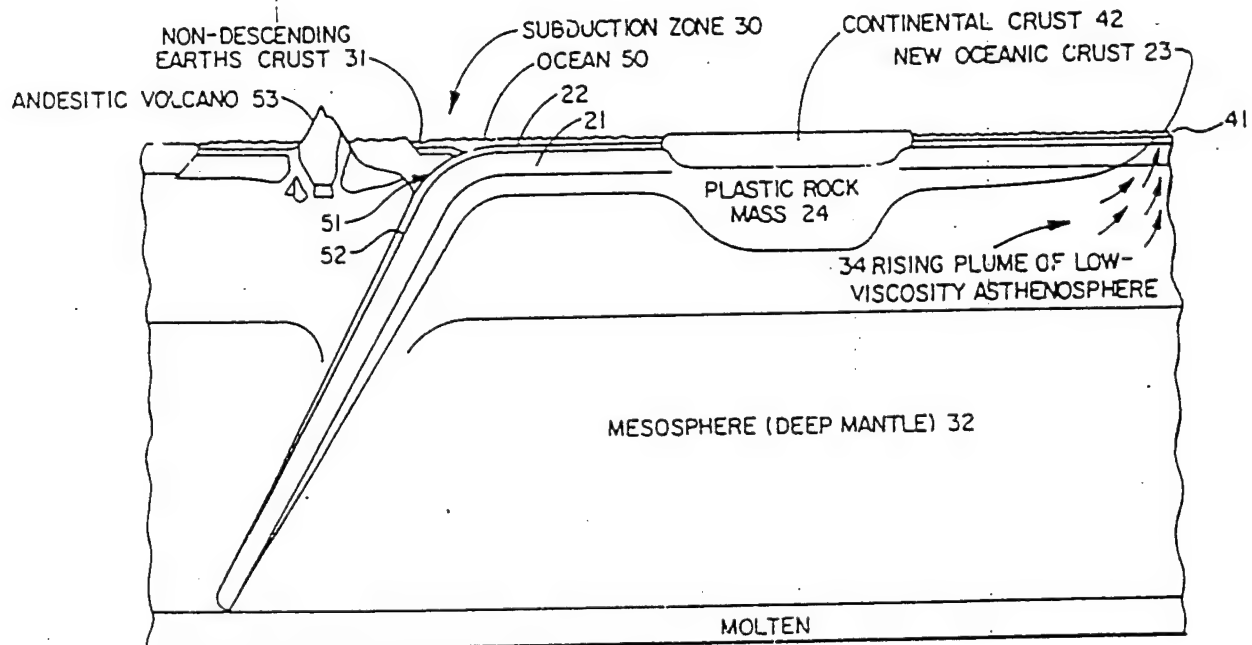 NON-DESCENDING
EARTHS CRUST 31
SUBDUCTION ZONE 30
OCEAN 50
CONTINENTAL CRUST 42
NEW OCEANIC CRUST 23
ANDESITIC VOLCANO 53
22
21
41
51
52
PLASTIC ROCK
MASS 24
34 RISING PLUME OF LOW-
VISCOSITY ASTHENOSPHERE
MESOSPHERE (DEEP MANTLE) 32
MOLTEN